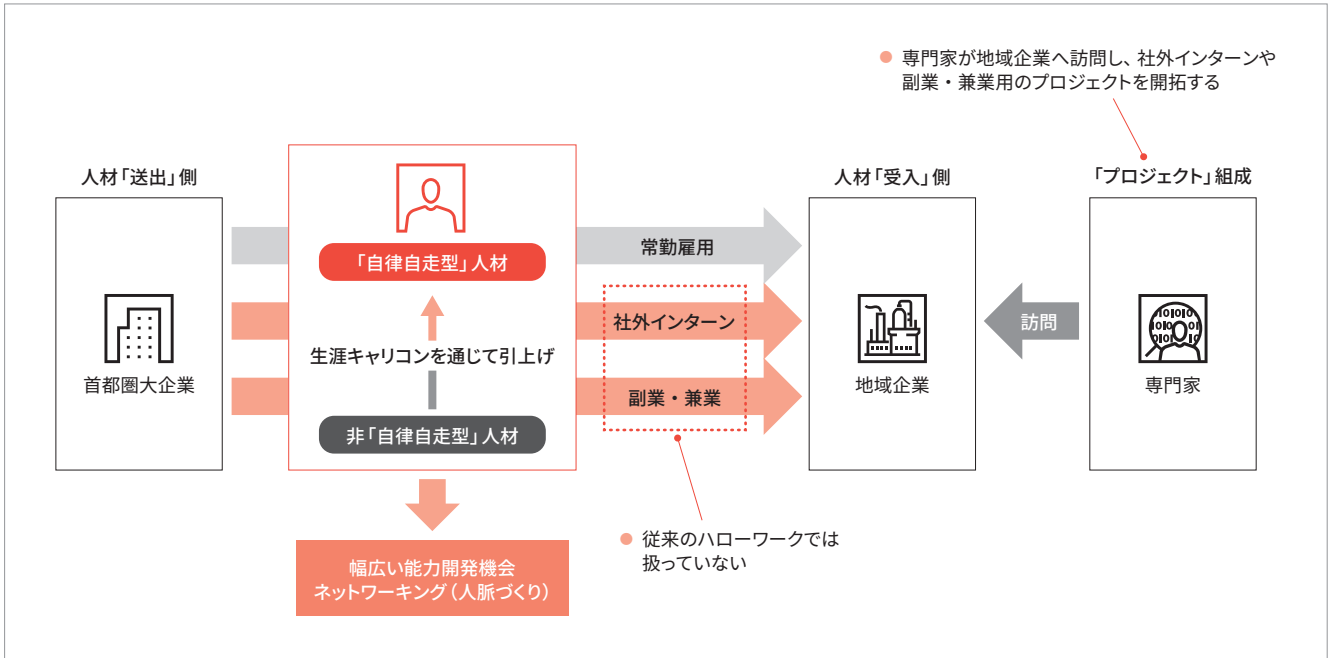 専門家が地域企業へ訪問し、社外インターンや
副業・兼業用のプロジェクトを開拓する
人材「送出」側
人材「受入」側
「プロジェクト」組成
「自律自走型」人材
常勤雇用
社外インターン
生涯キャリコンを通じて引上げ
訪問
首都圏大企業
地域企業
専門家
副業・兼業
非「自律自走型」人材
従来のハローワークでは
扱っていない
幅広い能力開発機会
ネットワーキング（人脈づくり）